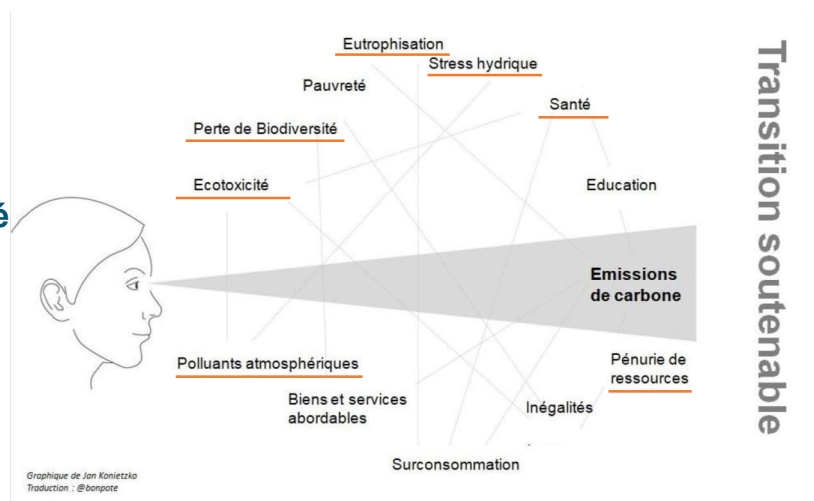 Eutrophisation
Stress hydrique
Pauvreté
Santé
Perte de Biodiversité
Ecotoxicité
Education
é
Emissions
de carbone
Polluants atmosphériques
Pénurie de
ressources
Biens et services
abordables
Inégalités
Surconsommation
Graphique de Jan Konietzko
Traduction : @bonpote
Transition soutenable